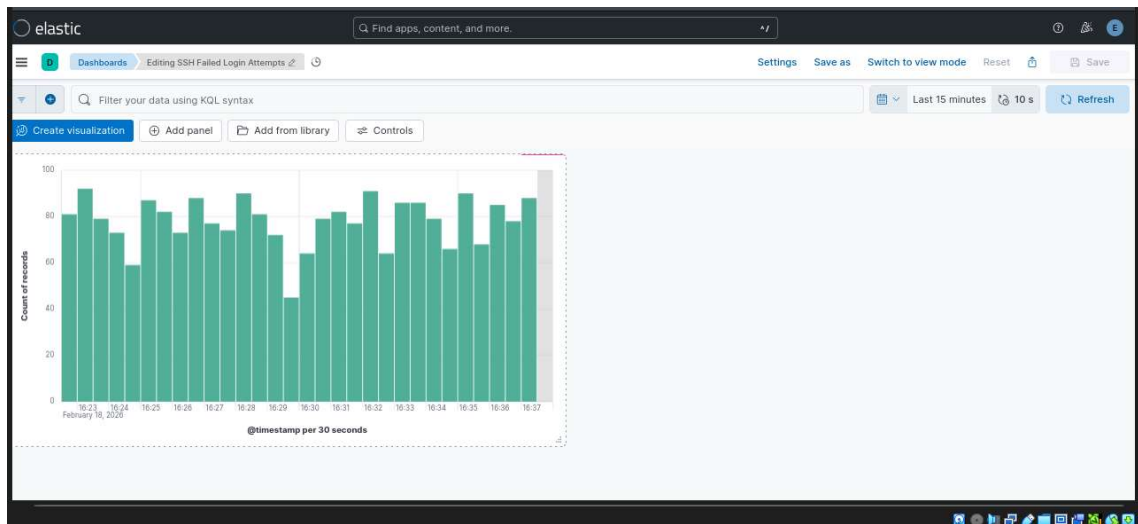 elastic
Find apps, content, and more.
^/
E
D
Dashboards
Editing SSH Failed Login Attempts
Settings
Save as
Switch to view mode
Reset
Save
Filter your data using KQL syntax
Last 15 minutes
10 s
Refresh
Create visualization
Add panel
Add from library
Controls
100
80
60
40
20
0
Count of records
16:23 16:24 16:25 16:26 16:27 16:28 16:29 16:30 16:31 16:32 16:33 16:34 16:35 16:36 16:37
February 18, 2026
@timestamp per 30 seconds